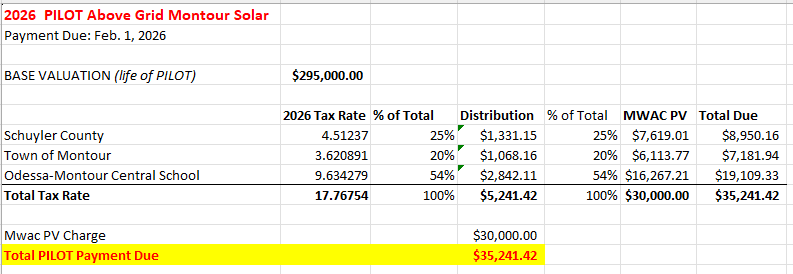 2026 PILOT Above Grid Montour Solar
Payment Due: Feb. 1, 2026
BASE VALUATION (life of PILOT) $295,000.00
2026 Tax Rate % of Total Distribution % of Total MWAC PV Total Due
Schuyler County 4.51237 25% $1,331.15 25% $7,619.01 $8,950.16
Town of Montour 3.620891 20% $1,068.16 20% $6,113.77 $7,181.94
Odessa-Montour Central School 9.634279 54% $2,842.11 54% $16,267.21 $19,109.33
Total Tax Rate 17.76754 100% $5,241.42 100% $30,000.00 $35,241.42
Mwac PV Charge $30,000.00
Total PILOT Payment Due $35,241.42